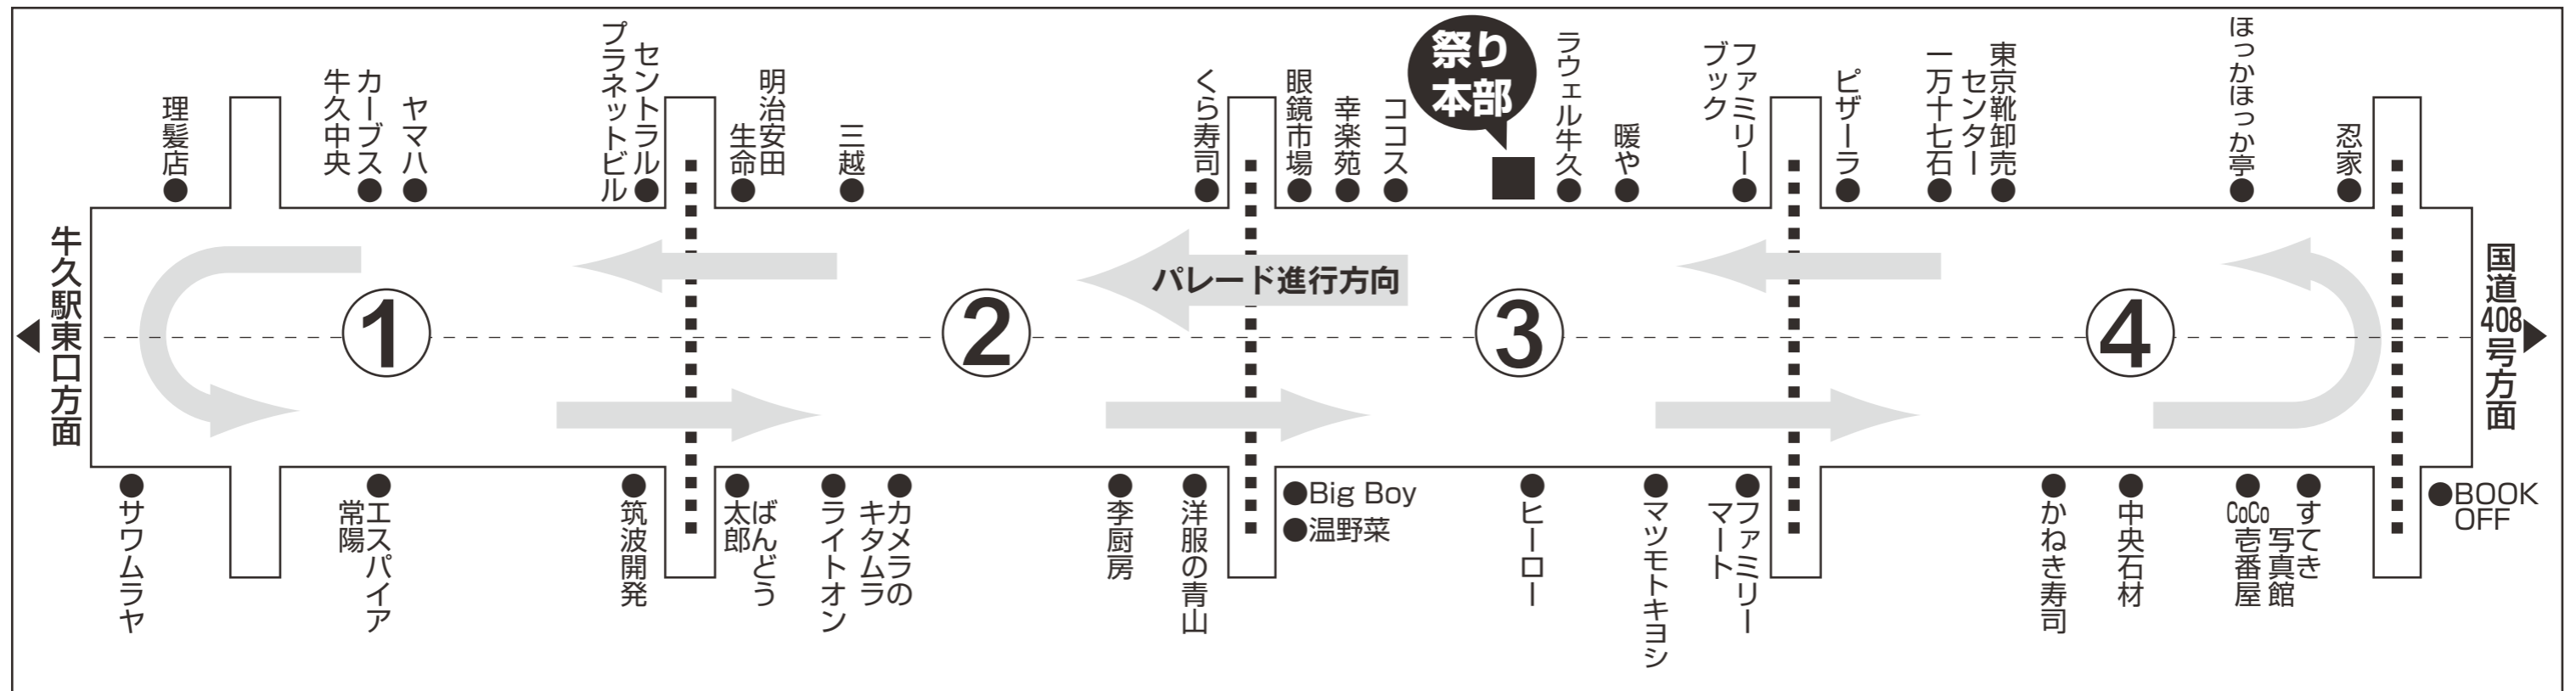 理髪店
カーブス
牛久中央
ヤマハ
セントラル
プラネットビル
明治安田
生命
三越
くら寿司
眼鏡市場
幸楽苑
ココス
祭り
本部
ラウェル牛久
暖や
ファミリー
ブック
ピザーラ
一万十七石
東京靴卸売
センター
ほっかほっか亭
忍家
牛久駅東口方面
パレード進行方向
国道408号方面
①
②
③
④
サワムラヤ
エスパイア
常陽
筑波開発
ばんどう
太郎
ライトオン
カメラの
キタムラ
李厨房
洋服の青山
Big Boy
温野菜
ヒーロー
マツモトキヨシ
ファミリー
マート
かねき寿司
中央石材
CoCo壱番屋
すてき
写真館
BOOK
OFF